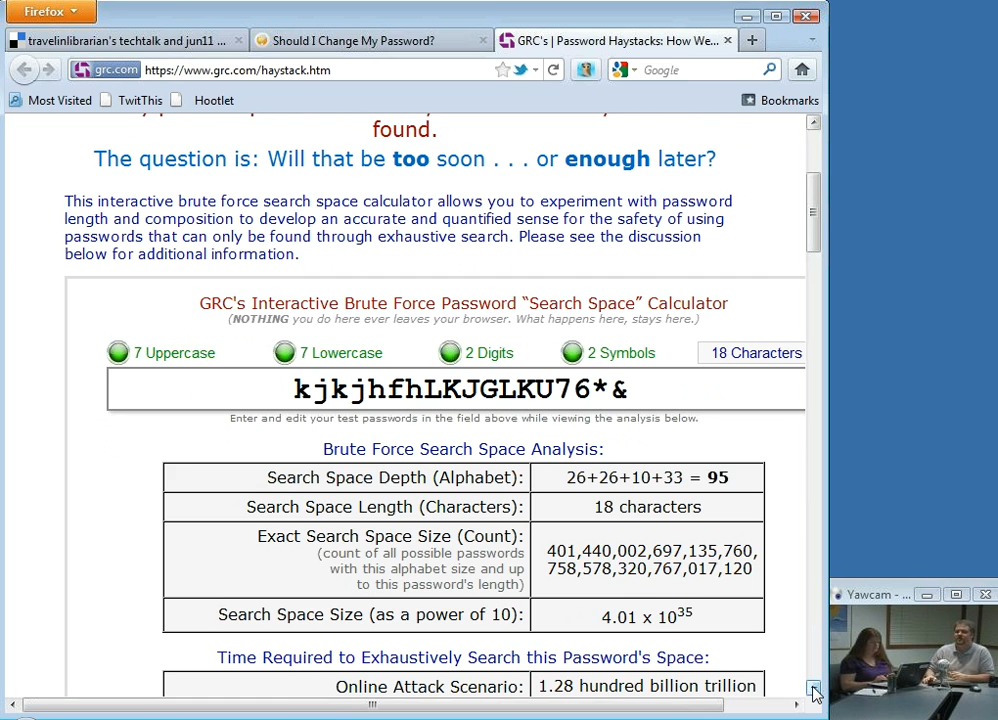 Firefox
travelinlibrarian's techtalk and jun11 ...
Should I Change My Password?
GRC's | Password Haystacks: How We...
grc.com
https://www.grc.com/haystack.htm
Google
Most Visited
TwitThis
Hootlet
Bookmarks
found.
The question is: Will that be too soon . . . or enough later?
This interactive brute force search space calculator allows you to experiment with password
length and composition to develop an accurate and quantified sense for the safety of using
passwords that can only be found through exhaustive search. Please see the discussion
below for additional information.
GRC's Interactive Brute Force Password “Search Space” Calculator
(NOTHING you do here ever leaves your browser. What happens here, stays here.)
7 Uppercase
7 Lowercase
2 Digits
2 Symbols
18 Characters
kjkjhfhLKJGLKU76*&
Enter and edit your test passwords in the field above while viewing the analysis below.
Brute Force Search Space Analysis:
Search Space Depth (Alphabet): 26+26+10+33 = 95
Search Space Length (Characters): 18 characters
Exact Search Space Size (Count):
(count of all possible passwords
with this alphabet size and up
to this password's length)
401,440,002,697,135,760,
758,578,320,767,017,120
Search Space Size (as a power of 10): 4.01 x 10³⁵
Time Required to Exhaustively Search this Password's Space:
Online Attack Scenario: 1.28 hundred billion trillion
Yawcam - ...